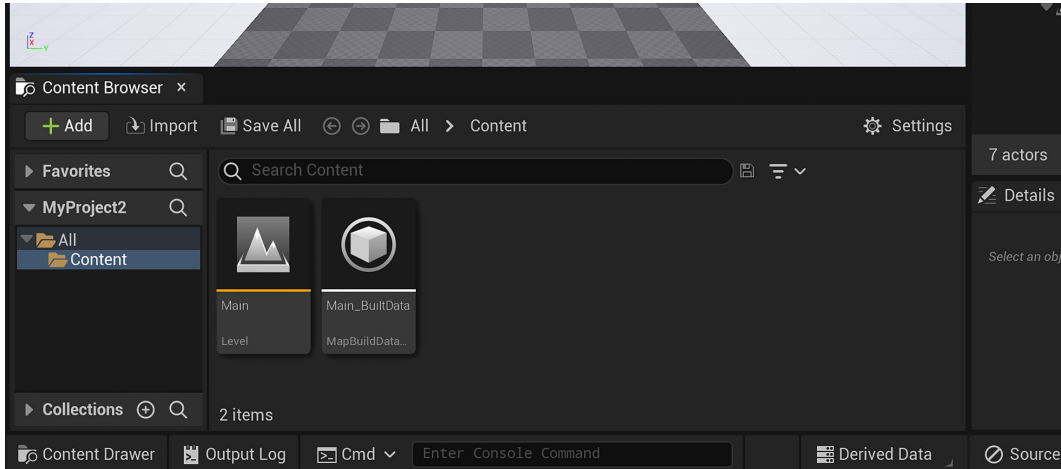 Z
X
Y
Content Browser
Add
Import
Save All
All
Content
Settings
7 actors
Favorites
Search Content
MyProject2
Details
All
Content
Select an obj
Main
Main_BuiltData
Level
MapBuildData...
Collections
2 items
Content Drawer
Output Log
Cmd
Enter Console Command
Derived Data
Source